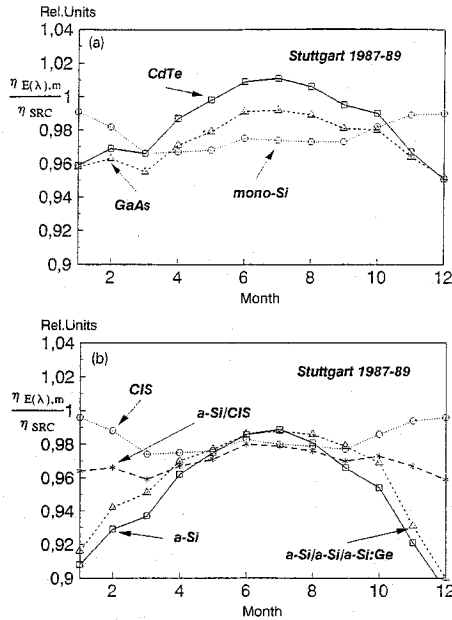 Rel.Units
1,04
(a)
Stuttgart 1987-89
1,02
CdTe
η E(λ),m
η SRC
1
0,98
0,96
GaAs
mono-Si
0,94
0,92
0,9
2 4 6 8 10 12
Month
Rel.Units
1,04
(b)
Stuttgart 1987-89
1,02
CIS
η E(λ),m
η SRC
1
a-Si/CIS
0,98
0,96
0,94
0,92
a-Si
a-Si/a-Si/a-Si:Ge
0,9
2 4 6 8 10 12
Month